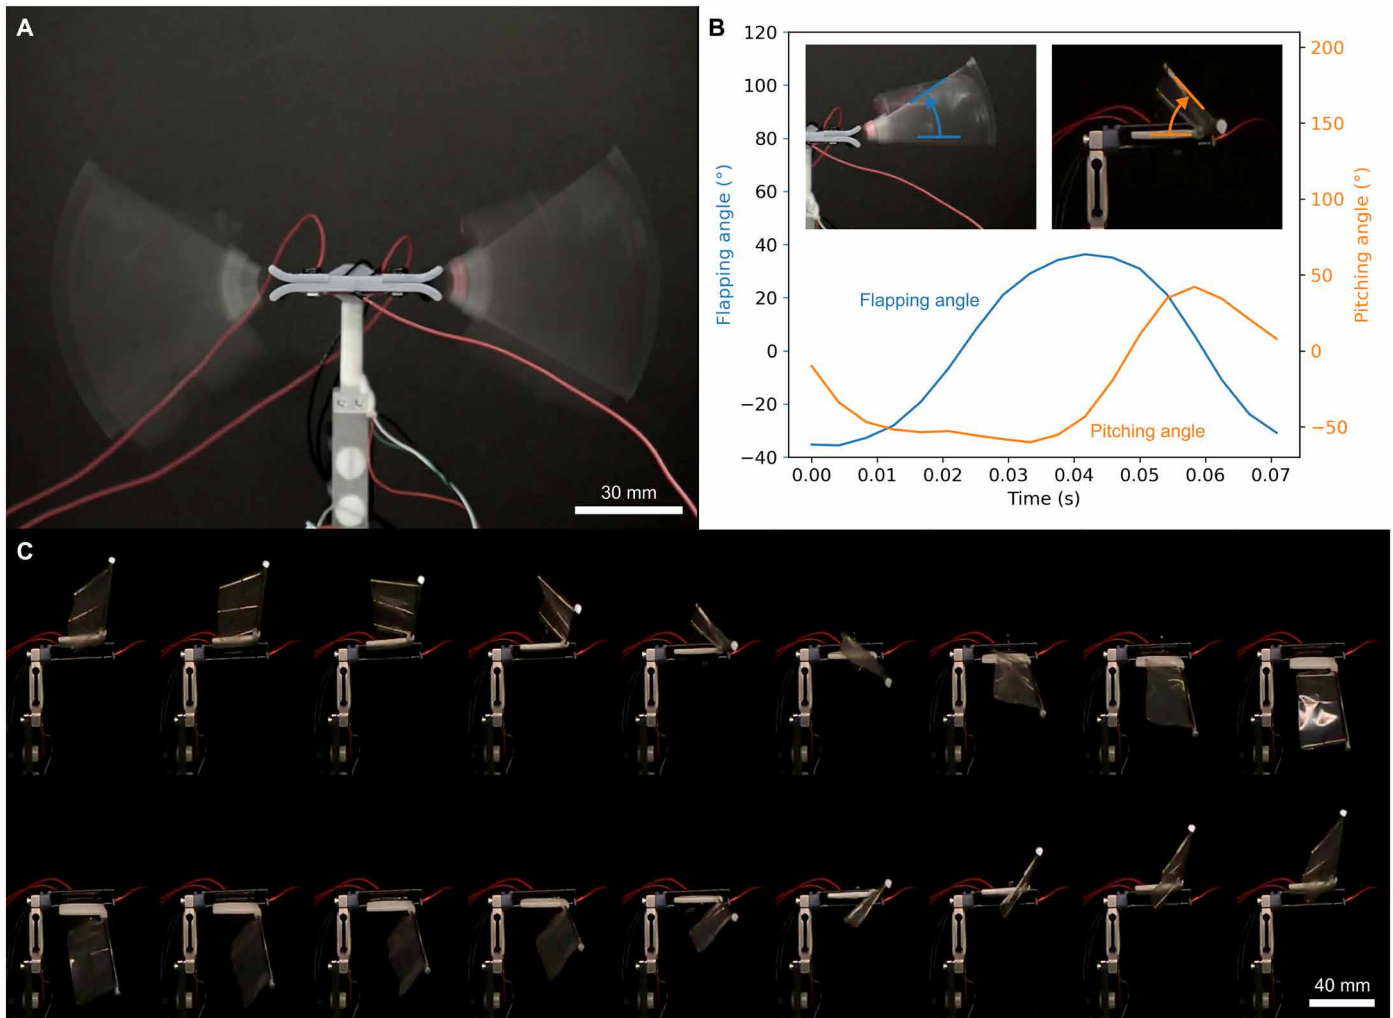 A
30 mm
B
120
100
80
60
40
20
0
−20
−40
Flapping angle (°)
200
150
100
50
0
−50
Pitching angle (°)
Flapping angle
Pitching angle
0.00 0.01 0.02 0.03 0.04 0.05 0.06 0.07
Time (s)
C
40 mm